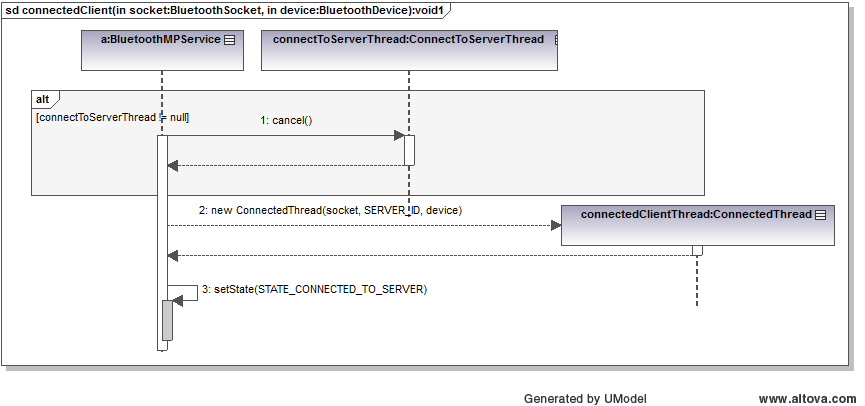 sd connectedClient(in socket:BluetoothSocket, in device:BluetoothDevice):void1
a:BluetoothMPService
connectToServerThread:ConnectToServerThread
alt
[connectToServerThread != null]
1: cancel()
2: new ConnectedThread(socket, SERVER_ID, device)
connectedClientThread:ConnectedThread
3: setState(STATE_CONNECTED_TO_SERVER)
Generated by UModel
www.altova.com